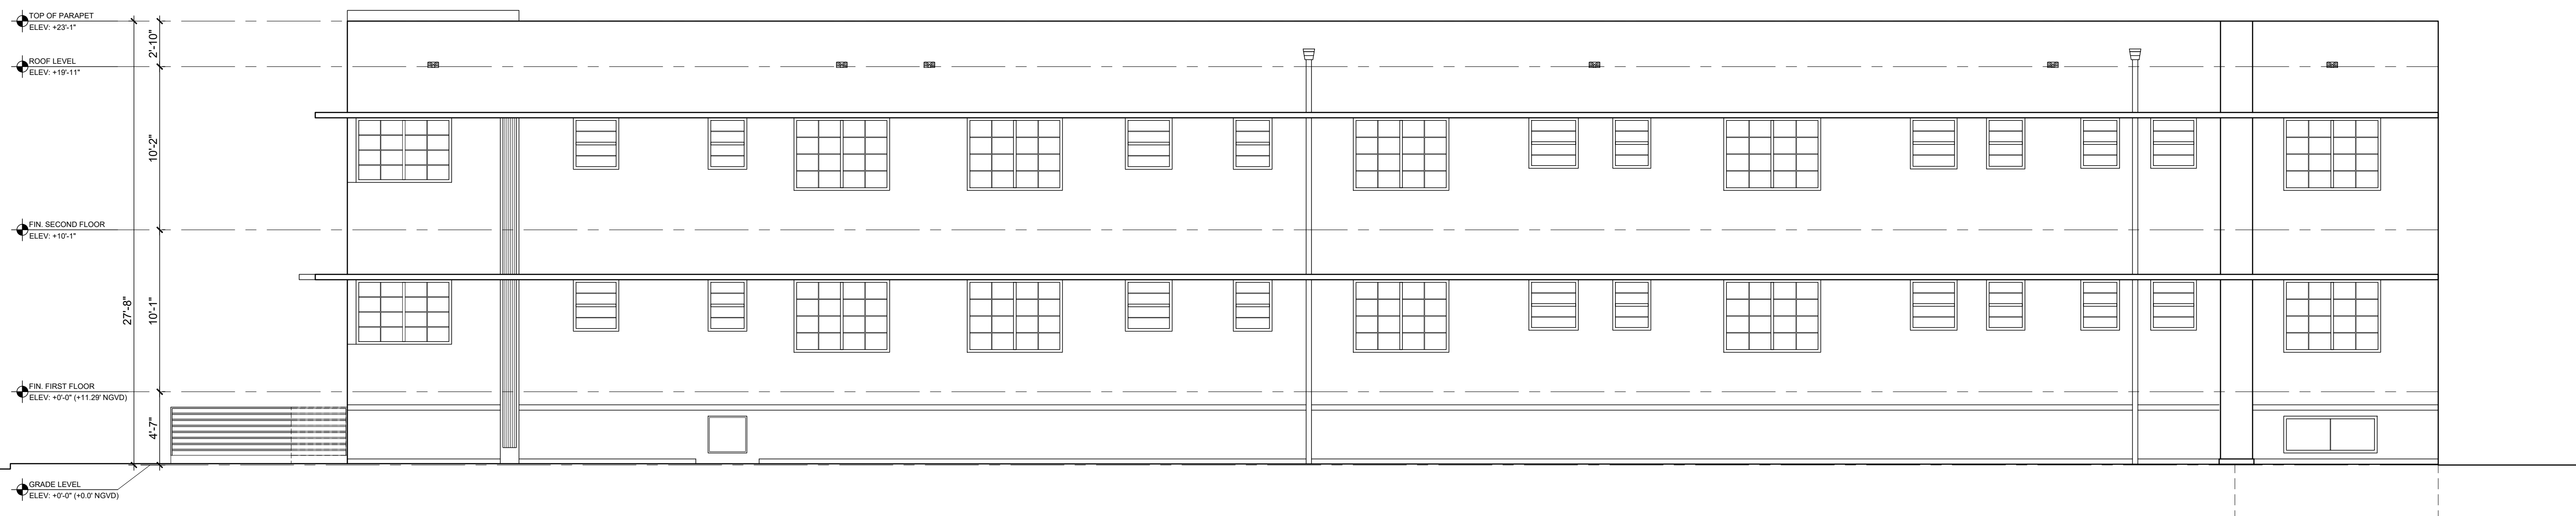 TOP OF PARAPET
ELEV: +23'-1"
2'-10"
ROOF LEVEL
ELEV: +19'-11"
10'-2"
FIN. SECOND FLOOR
ELEV: +10'-1"
27'-8"
10'-1"
FIN. FIRST FLOOR
ELEV: +0'-0" (+11.29' NGVD)
4'-7"
GRADE LEVEL
ELEV: +0'-0" (+0.0' NGVD)